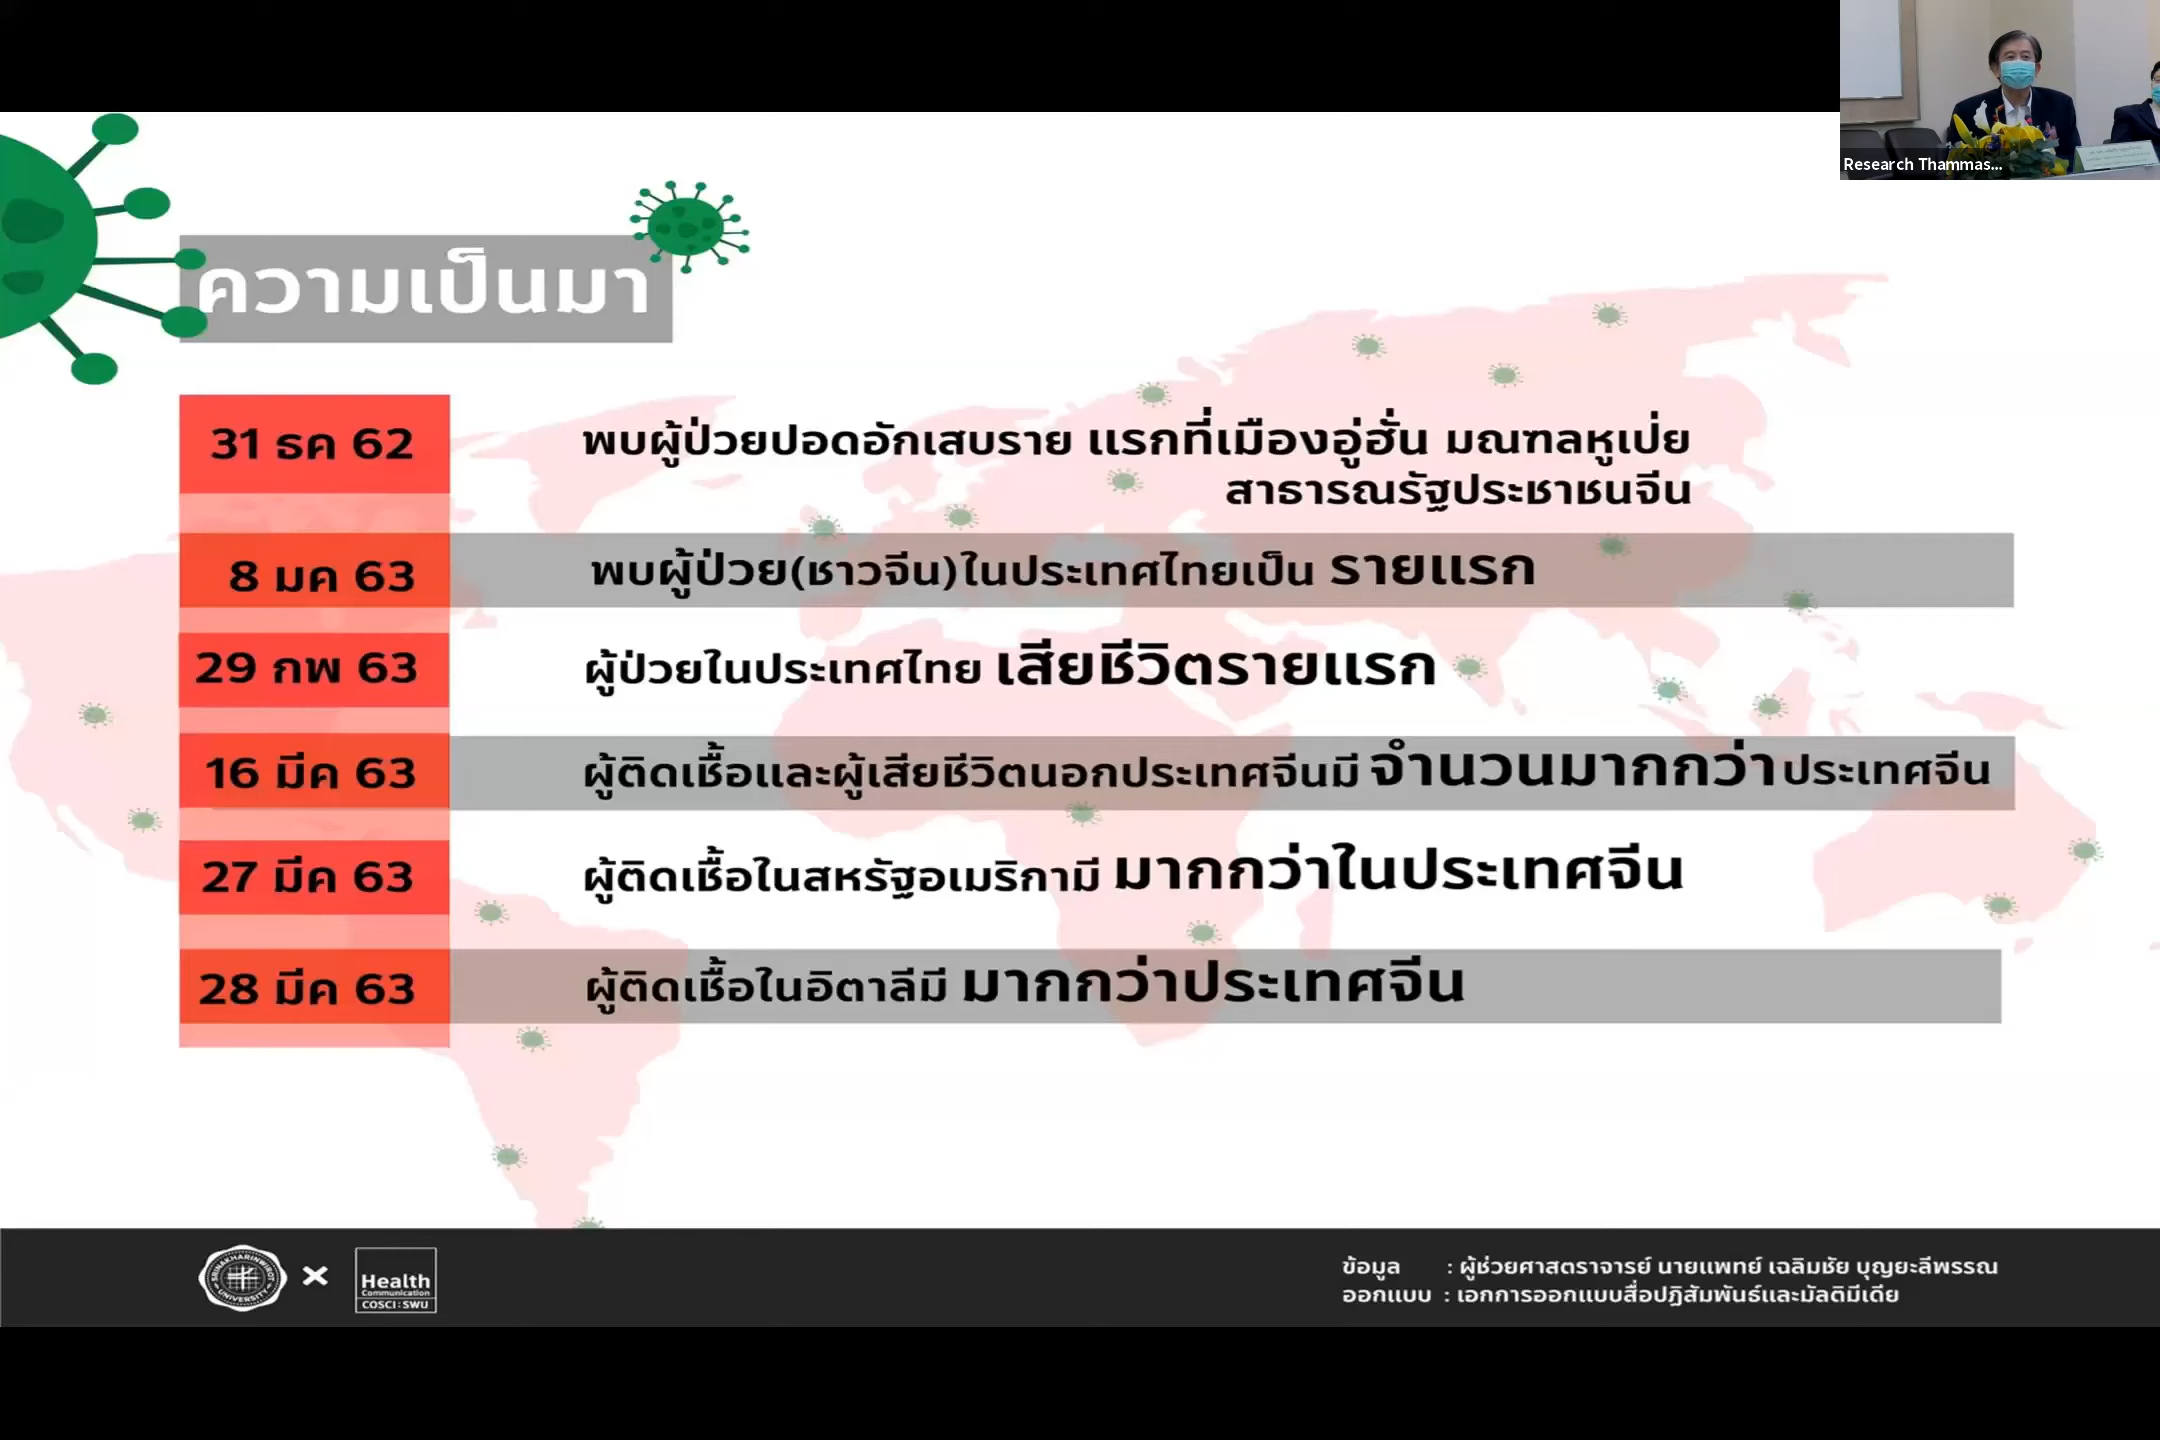 Research Thammas...
ความเป็นมา
31 ธค 62
พบผู้ป่วยปอดอักเสบราย แรกที่เมืองอู่ฮั่น มณฑลหูเป่ย
สาธารณรัฐประชาชนจีน
8 มค 63
พบผู้ป่วย(ชาวจีน)ในประเทศไทยเป็น รายแรก
29 กพ 63
ผู้ป่วยในประเทศไทย เสียชีวิตรายแรก
16 มีค 63
ผู้ติดเชื้อและผู้เสียชีวิตนอกประเทศจีนมี จำนวนมากกว่าประเทศจีน
27 มีค 63
ผู้ติดเชื้อในสหรัฐอเมริกามี มากกว่าในประเทศจีน
28 มีค 63
ผู้ติดเชื้อในอิตาลีมี มากกว่าประเทศจีน
SRINAKHARINWIROT
UNIVERSITY
×
Health
Communication
COSCI:SWU
ข้อมูล : ผู้ช่วยศาสตราจารย์ นายแพทย์ เฉลิมชัย บุญยะลีพรรณ
ออกแบบ : เอกการออกแบบสื่อปฏิสัมพันธ์และมัลติมีเดีย